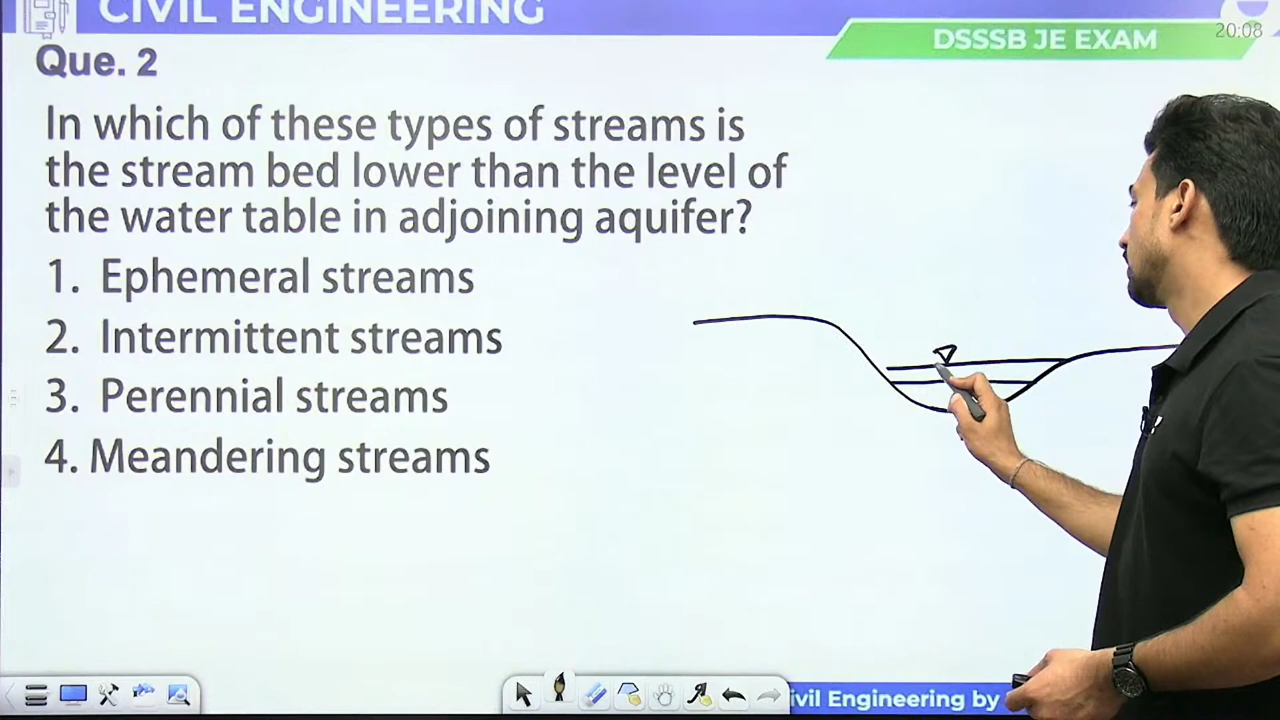 CIVIL ENGINEERING
DSSSB JE EXAM
20:08
Que. 2
In which of these types of streams is
the stream bed lower than the level of
the water table in adjoining aquifer?
1. Ephemeral streams
2. Intermittent streams
3. Perennial streams
4. Meandering streams
ivil Engineering by